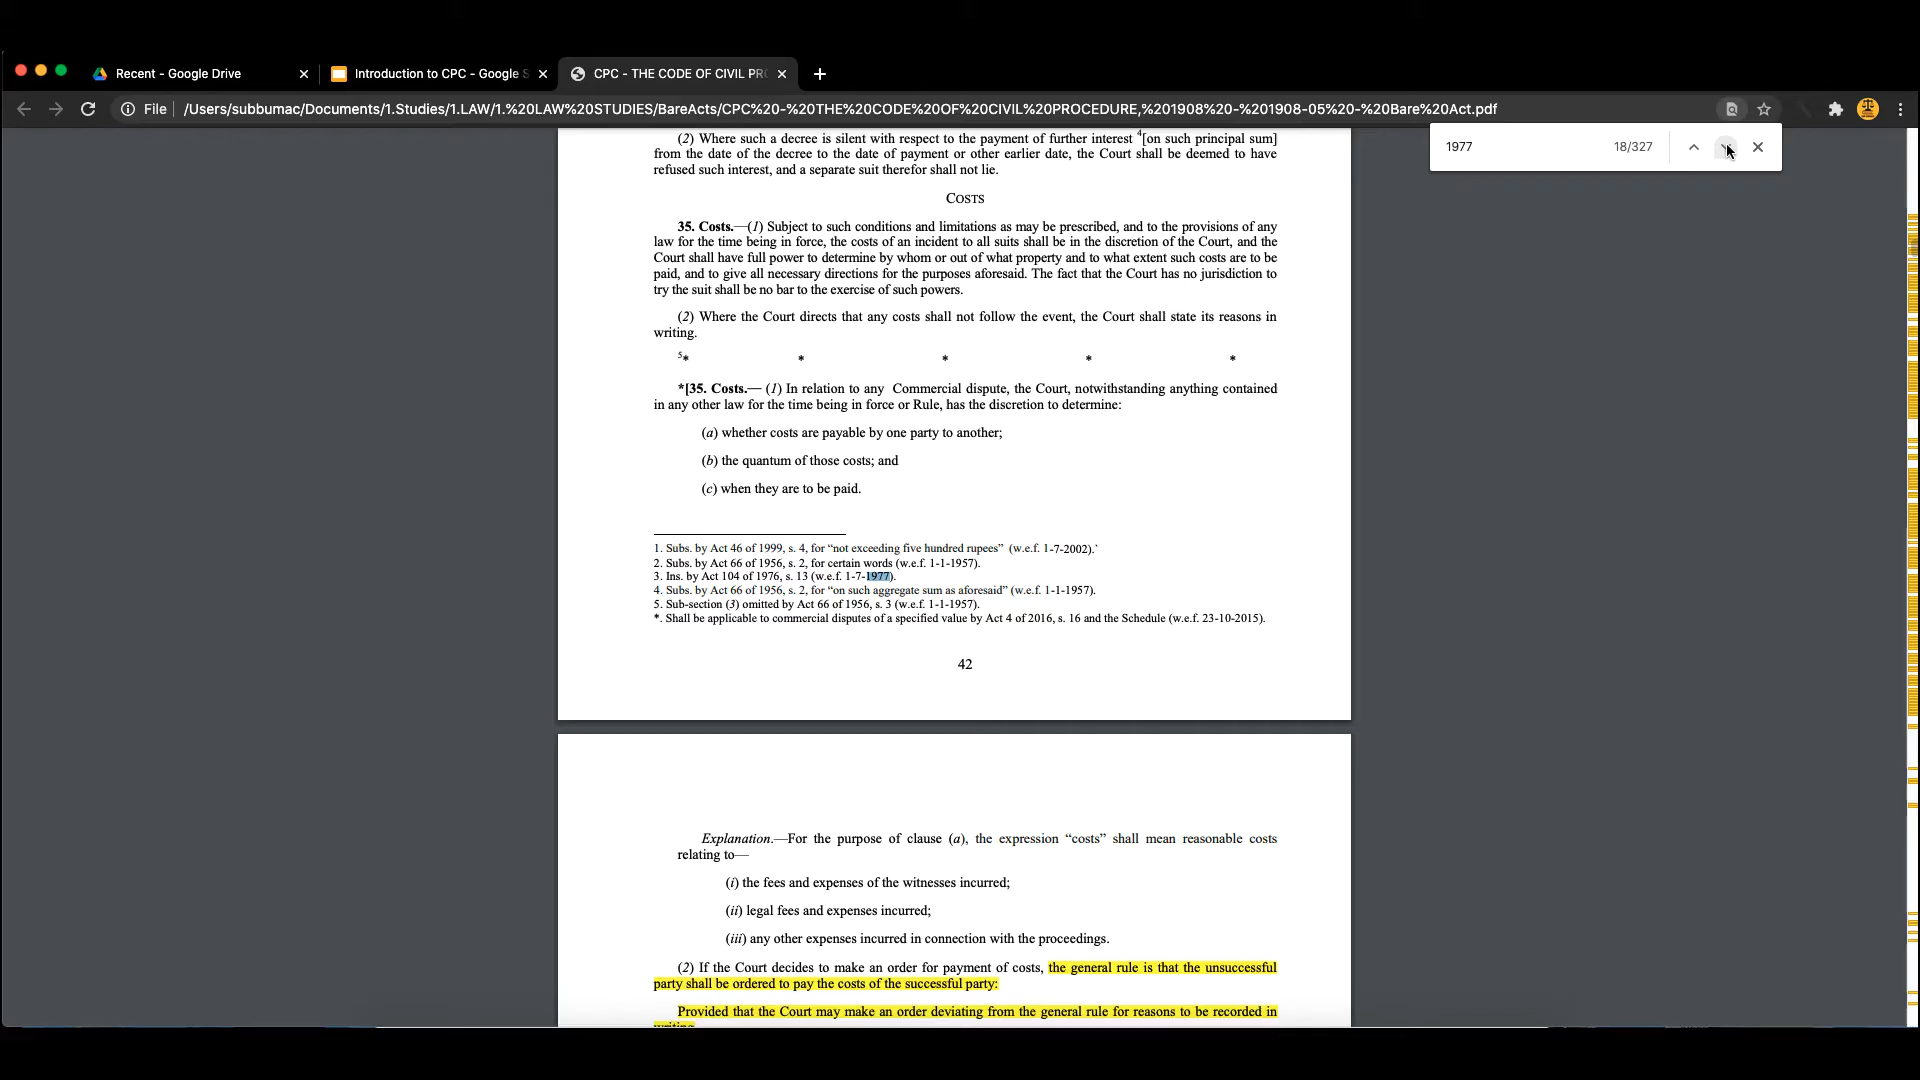 Recent - Google Drive
Introduction to CPC - Google S
CPC - THE CODE OF CIVIL PRO
File
/Users/subbumac/Documents/1.Studies/1.LAW/1.%20LAW%20STUDIES/BareActs/CPC%20-%20THE%20CODE%20OF%20CIVIL%20PROCEDURE,%201908%20-%201908-05%20-%20Bare%20Act.pdf
1977
18/327
(2) Where such a decree is silent with respect to the payment of further interest 4[on such principal sum]
from the date of the decree to the date of payment or other earlier date, the Court shall be deemed to have
refused such interest, and a separate suit therefor shall not lie.
COSTS
35. Costs.—(1) Subject to such conditions and limitations as may be prescribed, and to the provisions of any
law for the time being in force, the costs of an incident to all suits shall be in the discretion of the Court, and the
Court shall have full power to determine by whom or out of what property and to what extent such costs are to be
paid, and to give all necessary directions for the purposes aforesaid. The fact that the Court has no jurisdiction to
try the suit shall be no bar to the exercise of such powers.
(2) Where the Court directs that any costs shall not follow the event, the Court shall state its reasons in
writing.
5* * * * *
*[35. Costs.— (1) In relation to any Commercial dispute, the Court, notwithstanding anything contained
in any other law for the time being in force or Rule, has the discretion to determine:
(a) whether costs are payable by one party to another;
(b) the quantum of those costs; and
(c) when they are to be paid.
1. Subs. by Act 46 of 1999, s. 4, for “not exceeding five hundred rupees” (w.e.f. 1-7-2002).`
2. Subs. by Act 66 of 1956, s. 2, for certain words (w.e.f. 1-1-1957).
3. Ins. by Act 104 of 1976, s. 13 (w.e.f. 1-7-1977).
4. Subs. by Act 66 of 1956, s. 2, for “on such aggregate sum as aforesaid” (w.e.f. 1-1-1957).
5. Sub-section (3) omitted by Act 66 of 1956, s. 3 (w.e.f. 1-1-1957).
*. Shall be applicable to commercial disputes of a specified value by Act 4 of 2016, s. 16 and the Schedule (w.e.f. 23-10-2015).
42
Explanation.—For the purpose of clause (a), the expression “costs” shall mean reasonable costs
relating to—
(i) the fees and expenses of the witnesses incurred;
(ii) legal fees and expenses incurred;
(iii) any other expenses incurred in connection with the proceedings.
(2) If the Court decides to make an order for payment of costs, the general rule is that the unsuccessful
party shall be ordered to pay the costs of the successful party:
Provided that the Court may make an order deviating from the general rule for reasons to be recorded in
writing